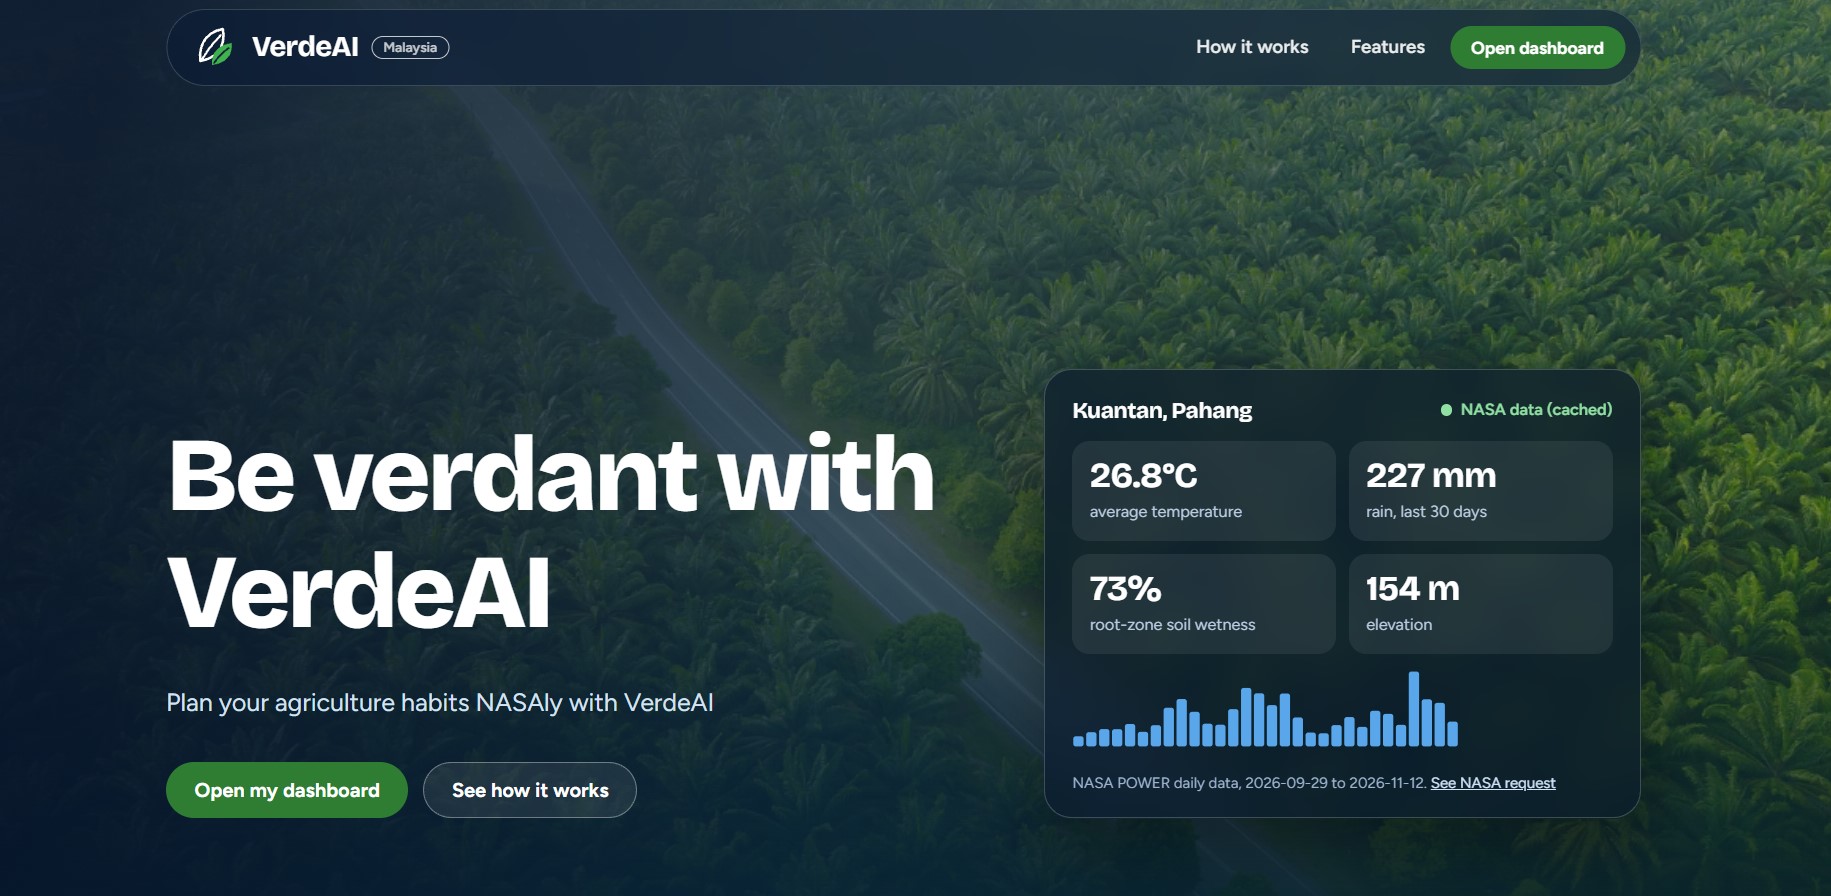 VerdeAI Malaysia How it works Features Open dashboard
Be verdant with
VerdeAI
Plan your agriculture habits NASAly with VerdeAI
Open my dashboard See how it works
Kuantan, Pahang NASA data (cached)
26.8°C 227 mm
average temperature rain, last 30 days
73% 154 m
root-zone soil wetness elevation
NASA POWER daily data, 2026-09-29 to 2026-11-12. See NASA request